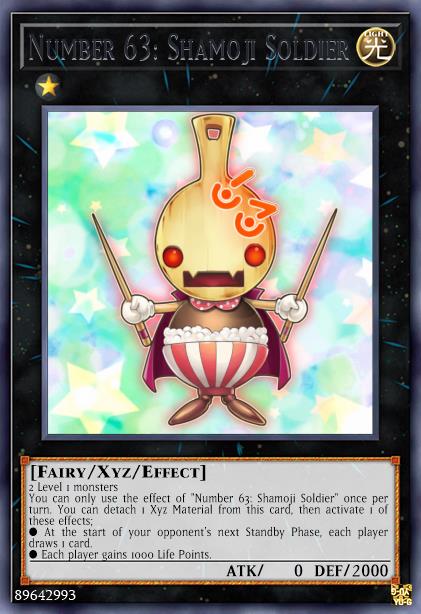 Number 63: Shamoji Soldier
LIGHT
光
63
[Fairy/Xyz/Effect]
2 Level 1 monsters
You can only use the effect of "Number 63: Shamoji Soldier" once per
turn. You can detach 1 Xyz Material from this card, then activate 1 of
these effects;
● At the start of your opponent's next Standby Phase, each player
draws 1 card.
● Each player gains 1000 Life Points.
ATK/ 0 DEF/2000
89642993